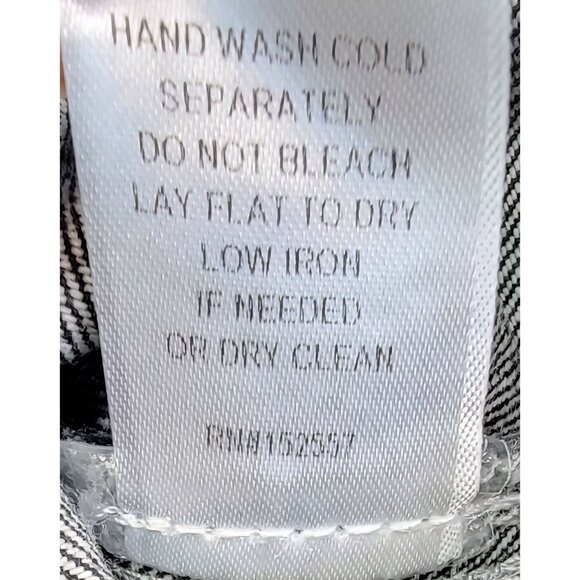 HAND WASH COLD
SEPARATELY
DO NOT BLEACH
LAY FLAT TO DRY
LOW IRON
IF NEEDED
OR DRY CLEAN
RN#152557